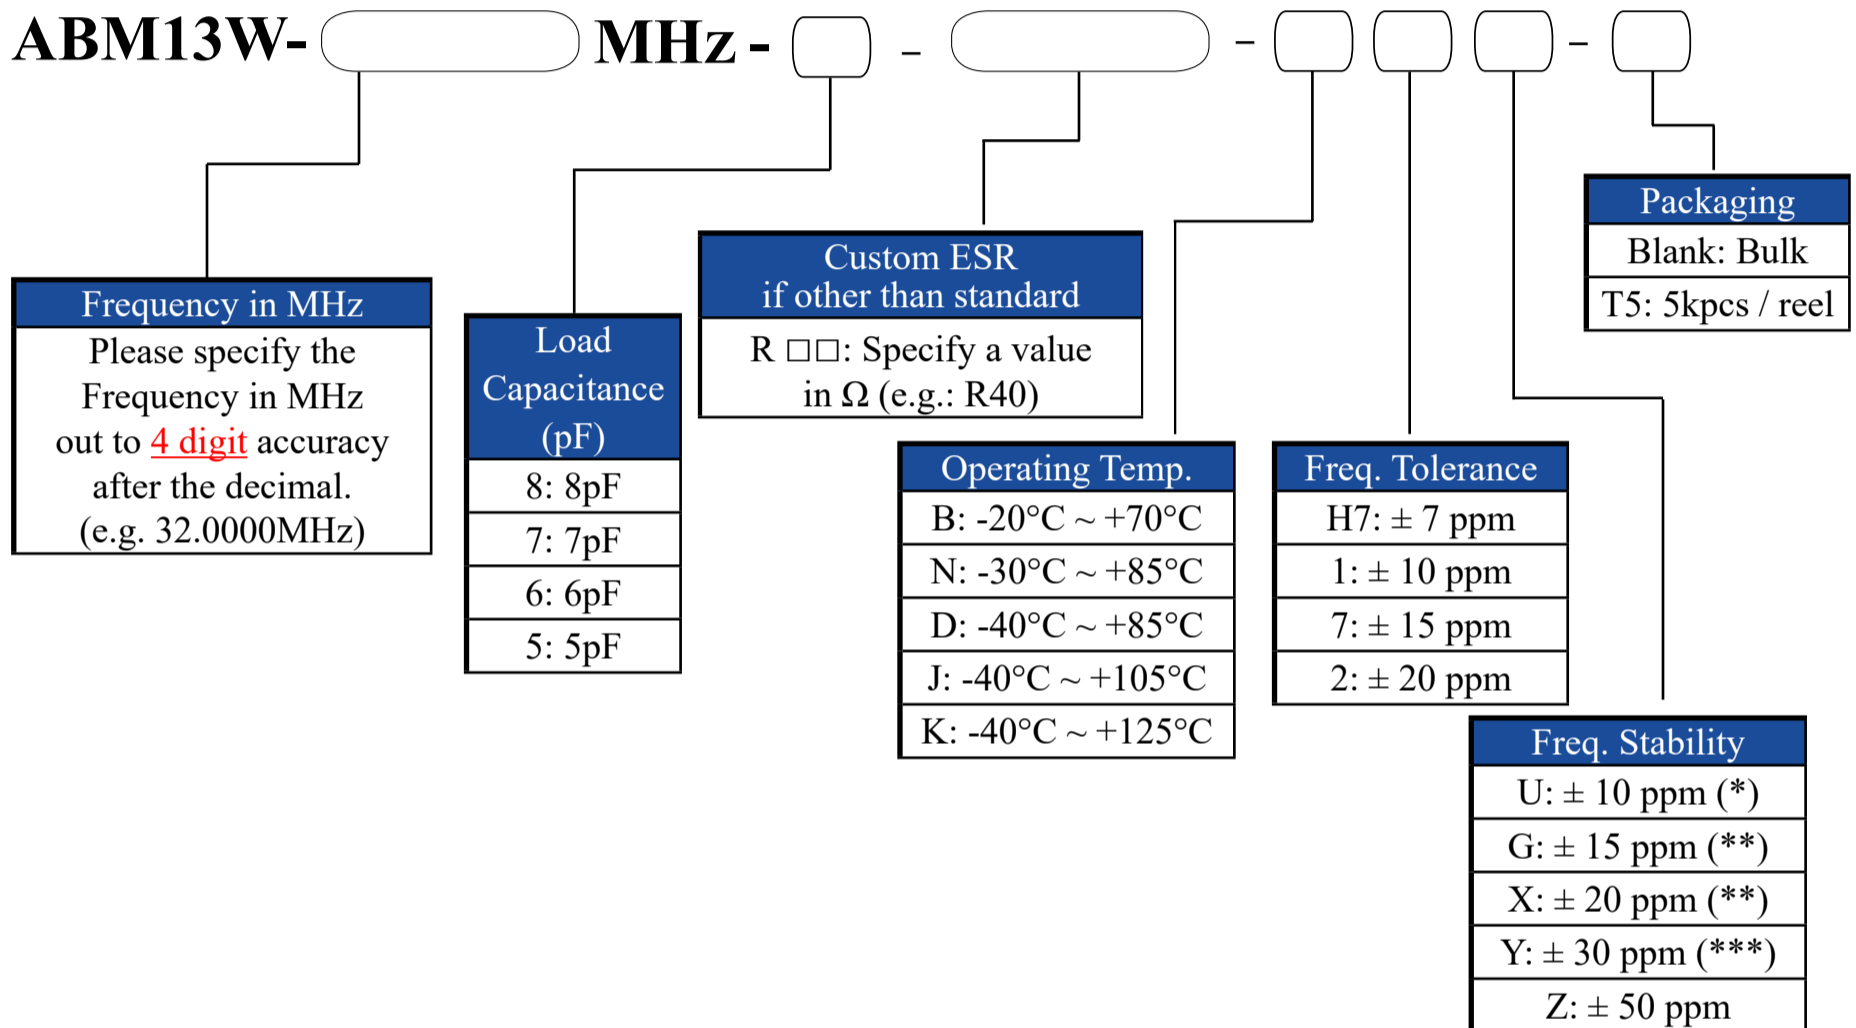 ABM13W- MHz - – – –
Frequency in MHz
Please specify the
Frequency in MHz
out to 4 digit accuracy
after the decimal.
(e.g. 32.0000MHz)
Load
Capacitance
(pF)
8: 8pF
7: 7pF
6: 6pF
5: 5pF
Custom ESR
if other than standard
R □□: Specify a value
in Ω (e.g.: R40)
Operating Temp.
B: -20°C ~ +70°C
N: -30°C ~ +85°C
D: -40°C ~ +85°C
J: -40°C ~ +105°C
K: -40°C ~ +125°C
Freq. Tolerance
H7: ± 7 ppm
1: ± 10 ppm
7: ± 15 ppm
2: ± 20 ppm
Freq. Stability
U: ± 10 ppm (*)
G: ± 15 ppm (**)
X: ± 20 ppm (**)
Y: ± 30 ppm (***)
Z: ± 50 ppm
Packaging
Blank: Bulk
T5: 5kpcs / reel